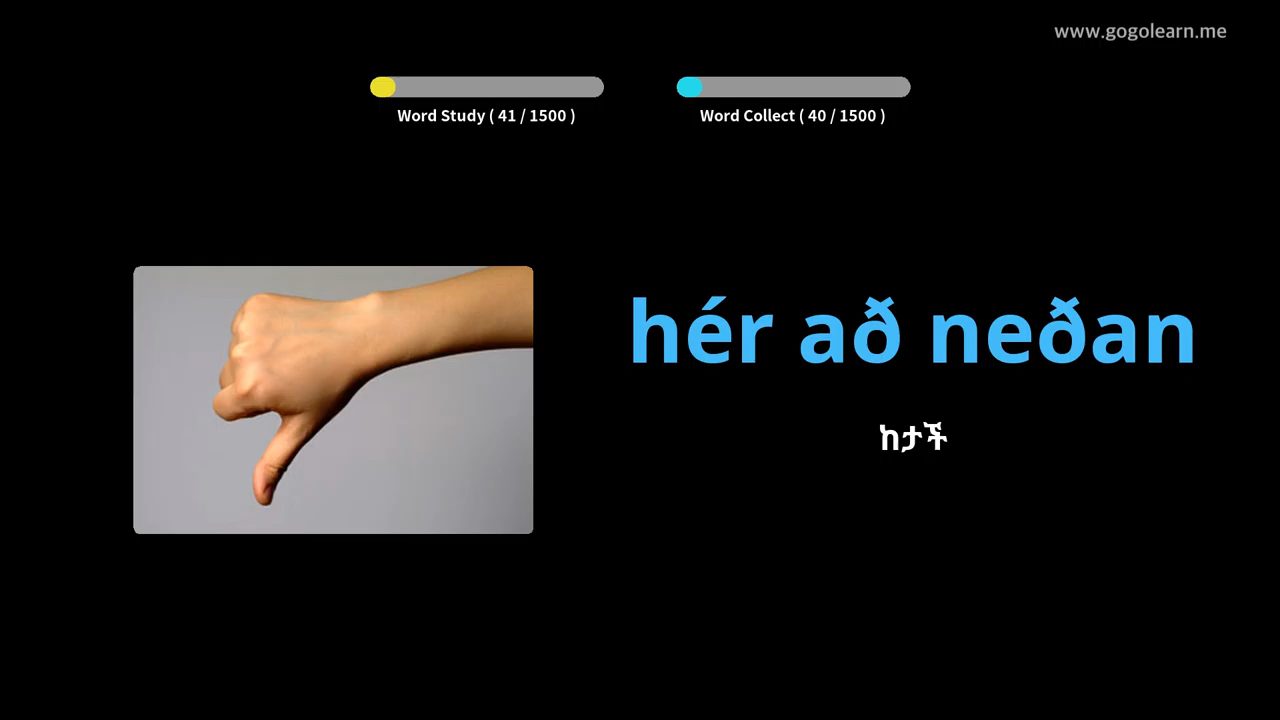 www.gogolearn.me
Word Study ( 41 / 1500 )
Word Collect ( 40 / 1500 )
hér að neðan
ከታች